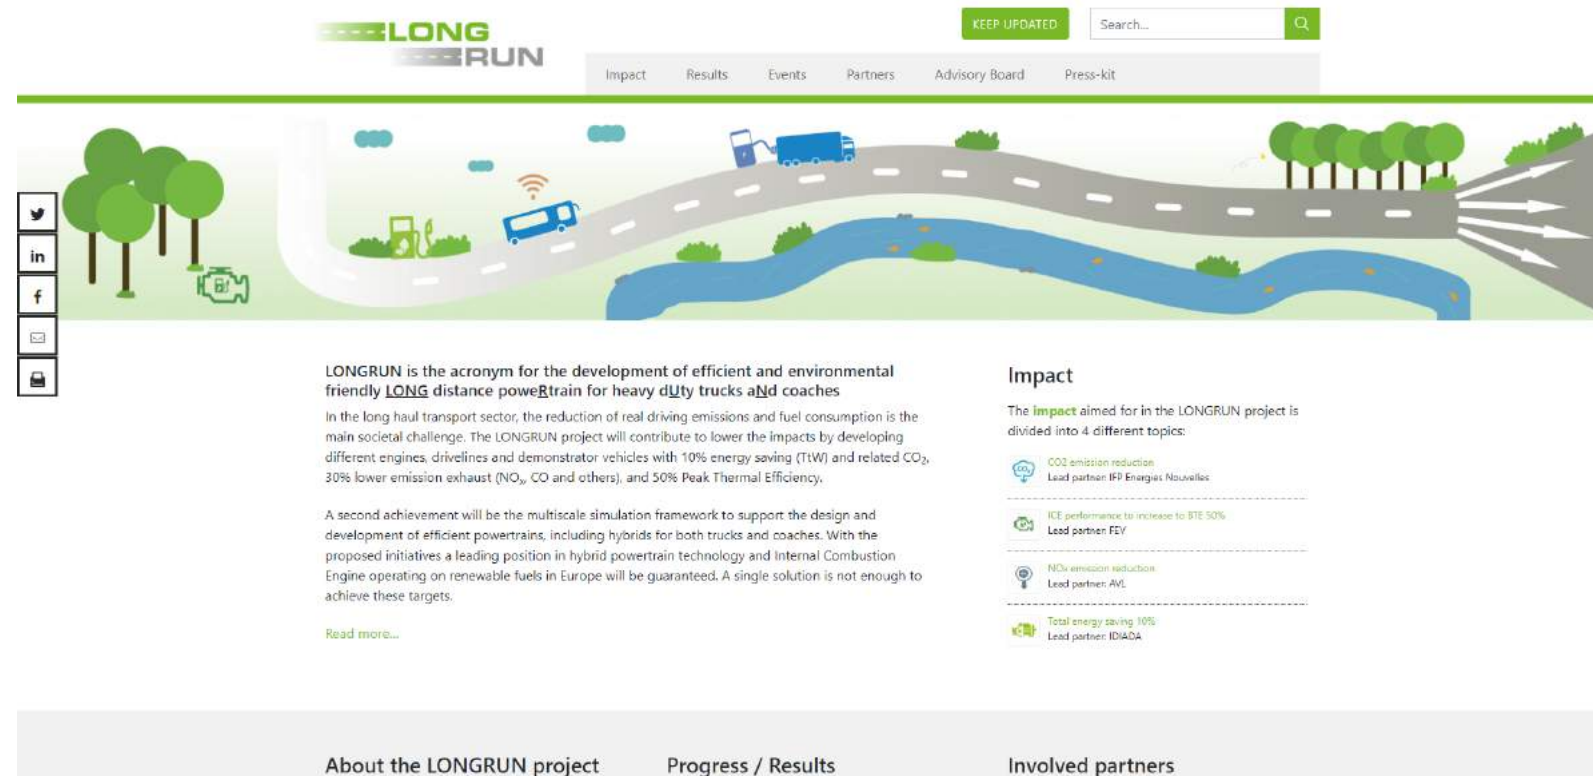 LONG
RUN
KEEP UPDATED
Search...
Impact Results Events Partners Advisory Board Press-kit
in
f
LONGRUN is the acronym for the development of efficient and environmental
friendly LONG distance poweRtrain for heavy dUty trucks aNd coaches
In the long haul transport sector, the reduction of real driving emissions and fuel consumption is the
main societal challenge. The LONGRUN project will contribute to lower the impacts by developing
different engines, drivelines and demonstrator vehicles with 10% energy saving (TtW) and related CO₂,
30% lower emission exhaust (NOₓ, CO and others), and 50% Peak Thermal Efficiency.
A second achievement will be the multiscale simulation framework to support the design and
development of efficient powertrains, including hybrids for both trucks and coaches. With the
proposed initiatives a leading position in hybrid powertrain technology and Internal Combustion
Engine operating on renewable fuels in Europe will be guaranteed. A single solution is not enough to
achieve these targets.
Read more...
Impact
The impact aimed for in the LONGRUN project is
divided into 4 different topics:
CO2 emission reduction
Lead partner: IFP Energies Nouvelles
ICE performance to increase to BTE 50%
Lead partner: FEV
NOx emission reduction
Lead partner: AVL
Total energy saving 10%
Lead partner: IDIADA
About the LONGRUN project
Progress / Results
Involved partners